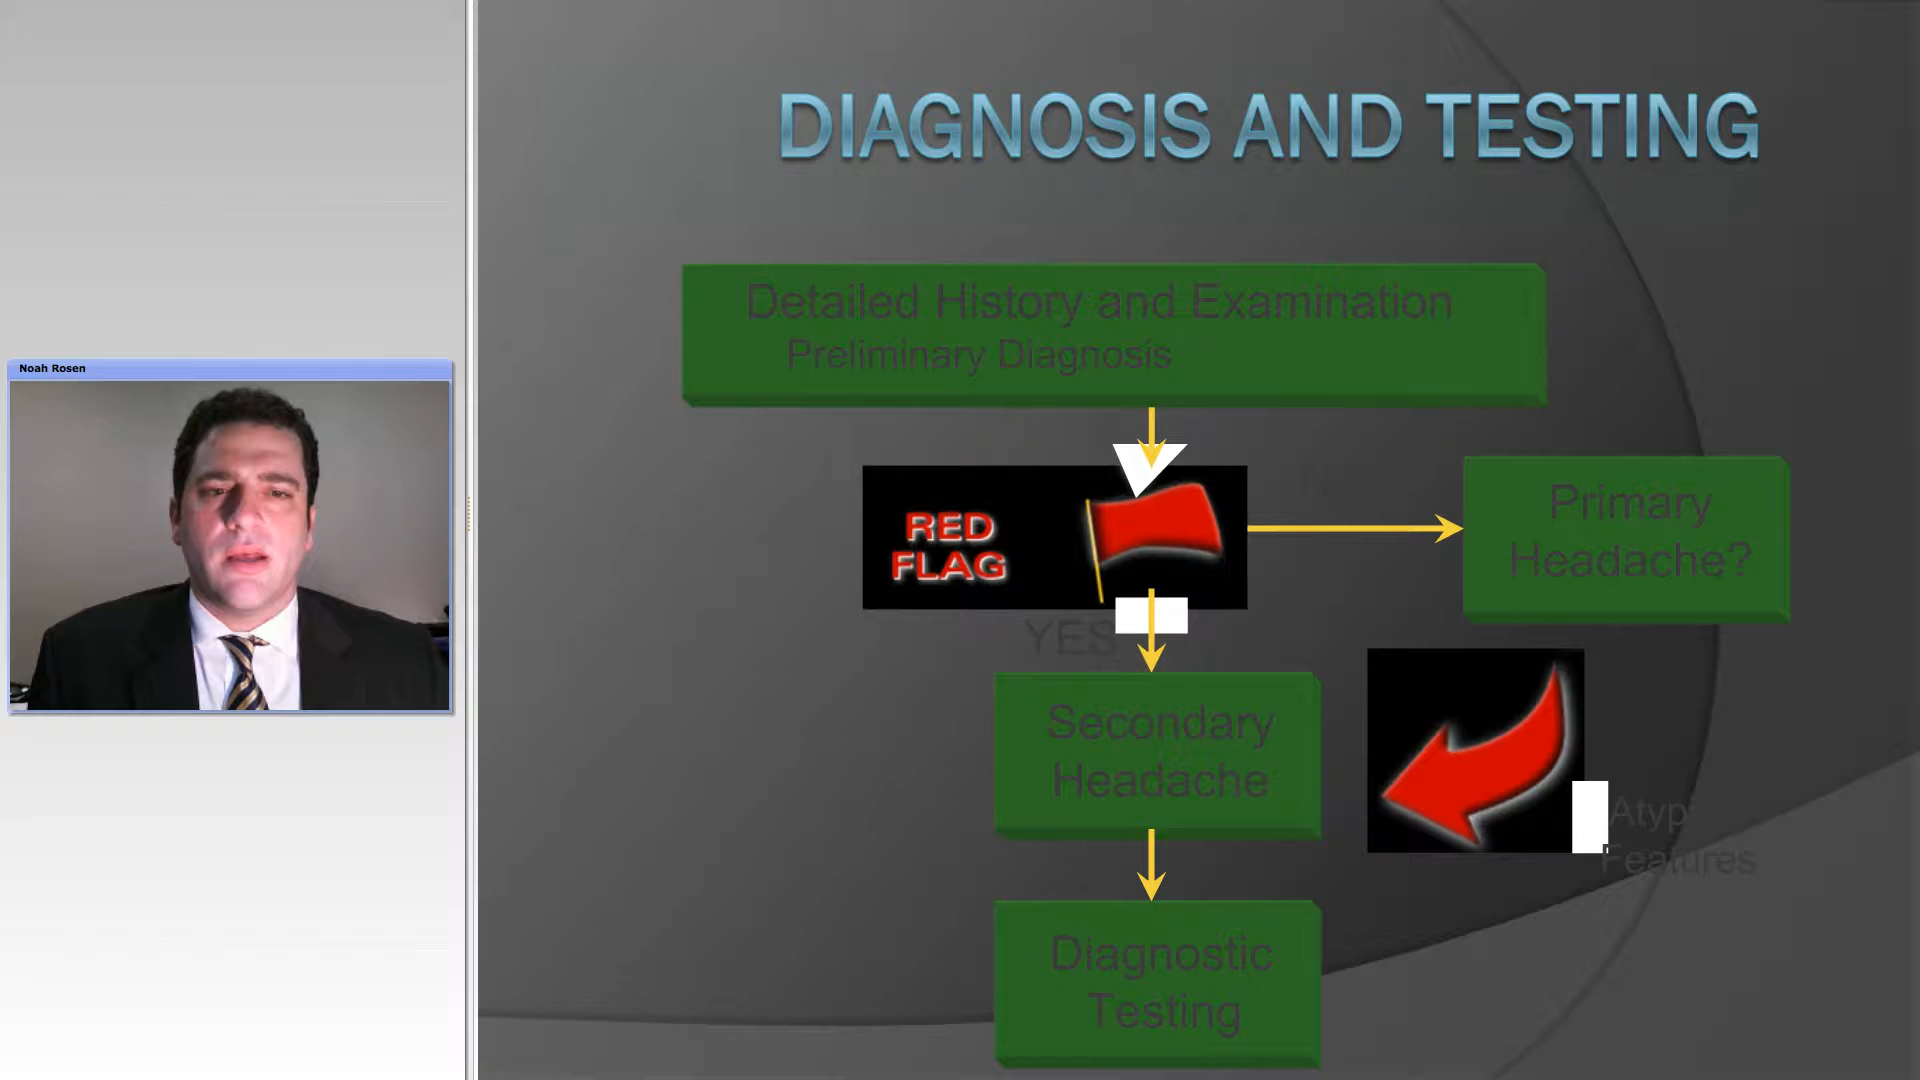 DIAGNOSIS AND TESTING
Noah Rosen
Detailed History and Examination
Preliminary Diagnosis
RED
FLAG
Primary
Headache?
YES
Secondary
Headache
Features
Diagnostic
Testing